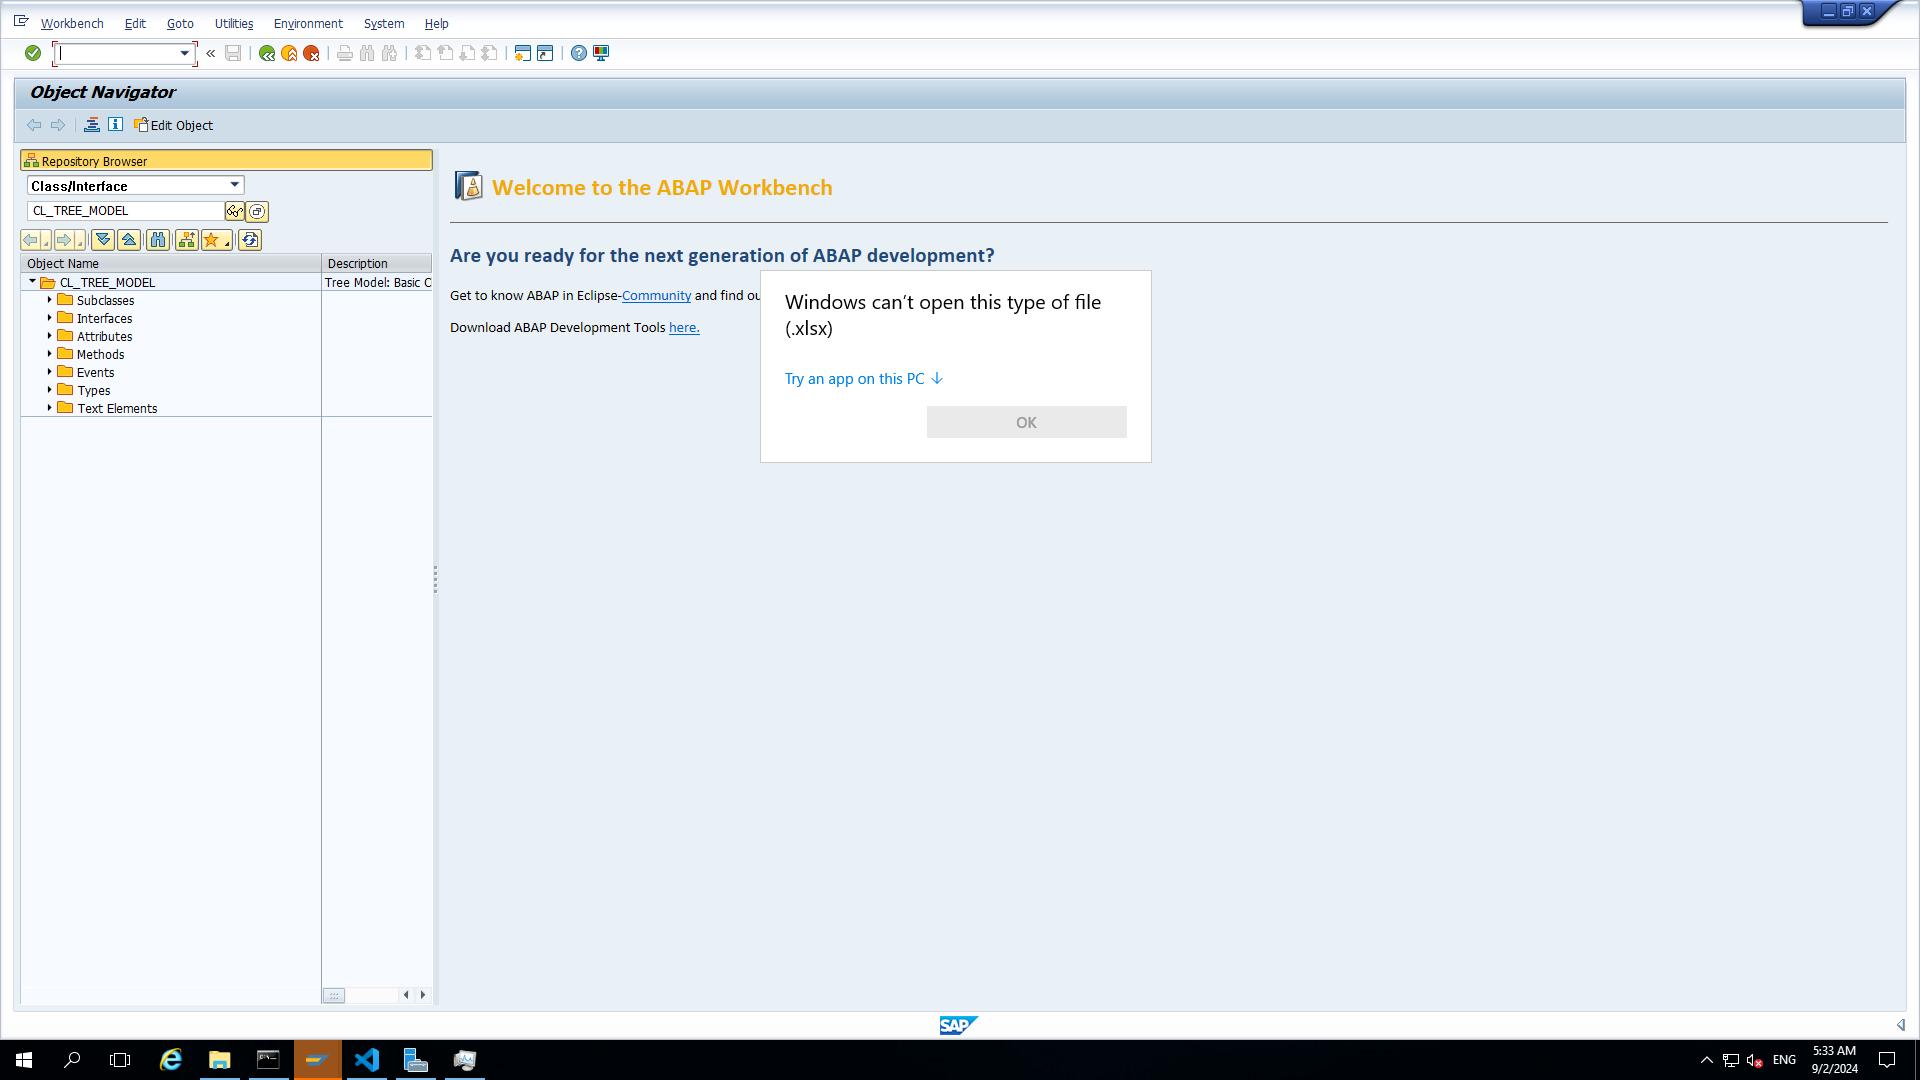 Workbench Edit Goto Utilities Environment System Help
Object Navigator
Edit Object
Repository Browser
Class/Interface
CL_TREE_MODEL
Object Name Description
CL_TREE_MODEL Tree Model: Basic C
Subclasses
Interfaces
Attributes
Methods
Events
Types
Text Elements
Welcome to the ABAP Workbench
Are you ready for the next generation of ABAP development?
Get to know ABAP in Eclipse-Community and find ou
Download ABAP Development Tools here.
Windows can't open this type of file
(.xlsx)
Try an app on this PC
OK
SAP
ENG
5:33 AM
9/2/2024